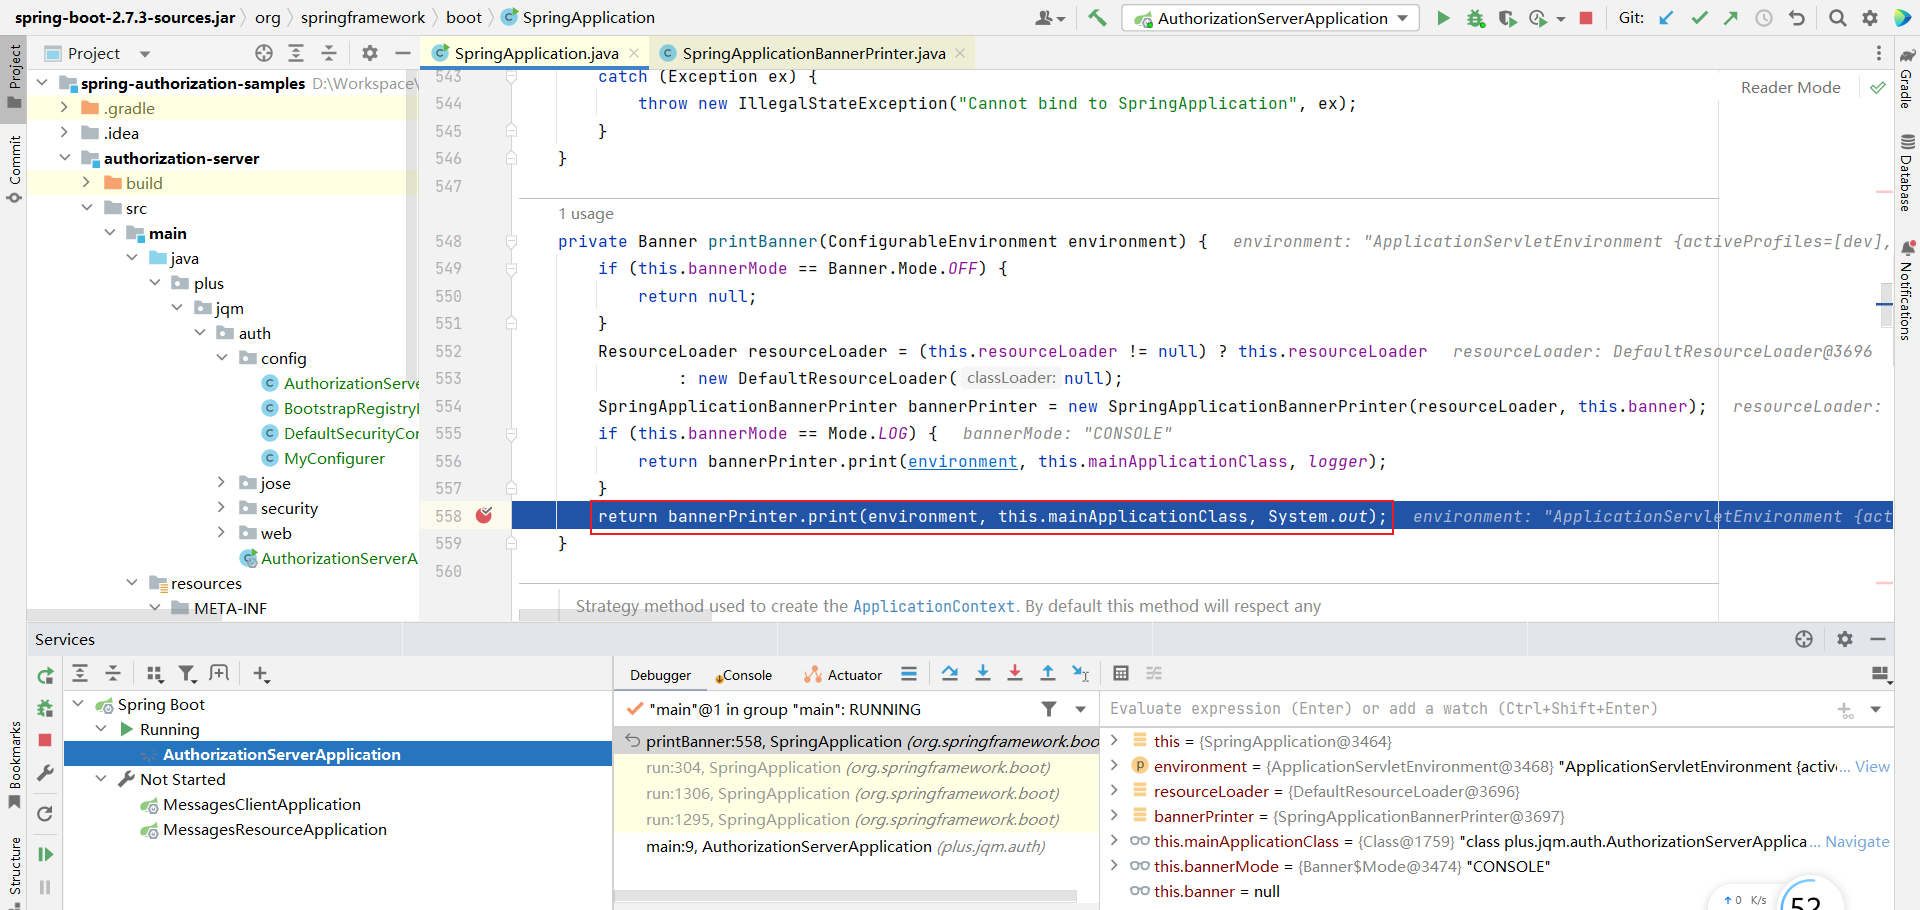 spring-boot-2.7.3-sources.jar org springframework boot SpringApplication
AuthorizationServerApplication Git:
Project
SpringApplication.java SpringApplicationBannerPrinter.java
spring-authorization-samples D:\Workspace\
.gradle
.idea
authorization-server
build
src
main
java
plus
jqm
auth
config
AuthorizationServe
BootstrapRegistryI
DefaultSecurityCon
MyConfigurer
jose
security
web
AuthorizationServerA
resources
META-INF
Project
Commit
Bookmarks
Structure
Reader Mode
543 catch (Exception ex) {
544 throw new IllegalStateException("Cannot bind to SpringApplication", ex);
545 }
546 }
547
1 usage
548 private Banner printBanner(ConfigurableEnvironment environment) { environment: "ApplicationServletEnvironment {activeProfiles=[dev],
549 if (this.bannerMode == Banner.Mode.OFF) {
550 return null;
551 }
552 ResourceLoader resourceLoader = (this.resourceLoader != null) ? this.resourceLoader resourceLoader: DefaultResourceLoader@3696
553 : new DefaultResourceLoader( classLoader: null);
554 SpringApplicationBannerPrinter bannerPrinter = new SpringApplicationBannerPrinter(resourceLoader, this.banner); resourceLoader:
555 if (this.bannerMode == Mode.LOG) { bannerMode: "CONSOLE"
556 return bannerPrinter.print(environment, this.mainApplicationClass, logger);
557 }
558 return bannerPrinter.print(environment, this.mainApplicationClass, System.out); environment: "ApplicationServletEnvironment {act
559 }
560
Strategy method used to create the ApplicationContext. By default this method will respect any
Gradle
Database
Notifications
Services
Spring Boot
Running
AuthorizationServerApplication
Not Started
MessagesClientApplication
MessagesResourceApplication
Debugger Console Actuator
"main"@1 in group "main": RUNNING
printBanner:558, SpringApplication (org.springframework.boo
run:304, SpringApplication (org.springframework.boot)
run:1306, SpringApplication (org.springframework.boot)
run:1295, SpringApplication (org.springframework.boot)
main:9, AuthorizationServerApplication (plus.jqm.auth)
Evaluate expression (Enter) or add a watch (Ctrl+Shift+Enter)
this = {SpringApplication@3464}
p environment = {ApplicationServletEnvironment@3468} "ApplicationServletEnvironment {active... View
resourceLoader = {DefaultResourceLoader@3696}
bannerPrinter = {SpringApplicationBannerPrinter@3697}
this.mainApplicationClass = {Class@1759} "class plus.jqm.auth.AuthorizationServerApplica... Navigate
this.bannerMode = {Banner$Mode@3474} "CONSOLE"
this.banner = null
↑ 0 K/s
52